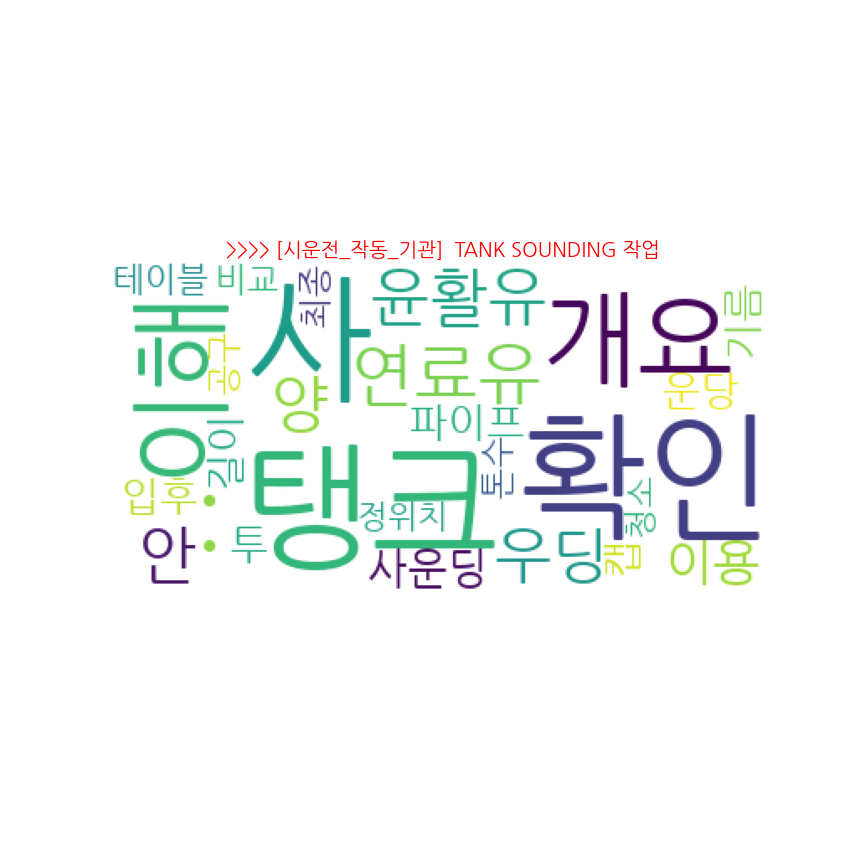 >>>> [시운전_작동_기관]  TANK SOUNDING 작업
테이블
비교
최종
사
윤활유
개요
기름
이해
공구
양
연료유
운당
길이
파이프
프
톤수
확인
입후
탱크
정위치
청소
안
투
사운딩
우딩
캡
이용